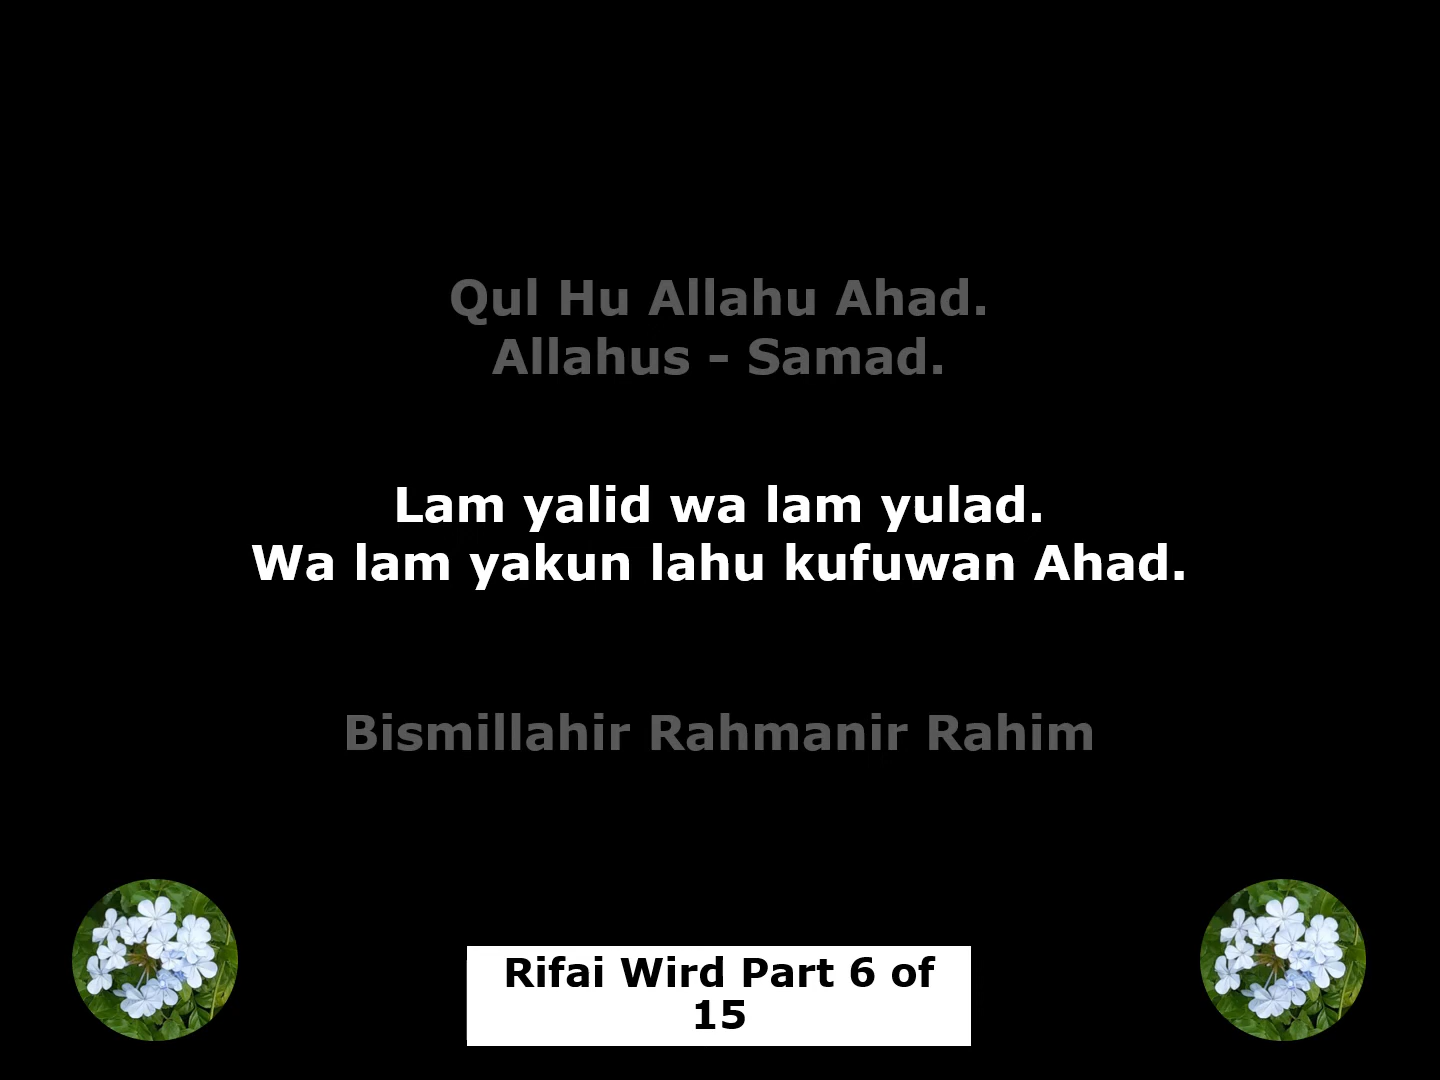 Qul Hu Allahu Ahad.
Allahus - Samad.
Lam yalid wa lam yulad.
Wa lam yakun lahu kufuwan Ahad.
Bismillahir Rahmanir Rahim
Rifai Wird Part 6 of
15